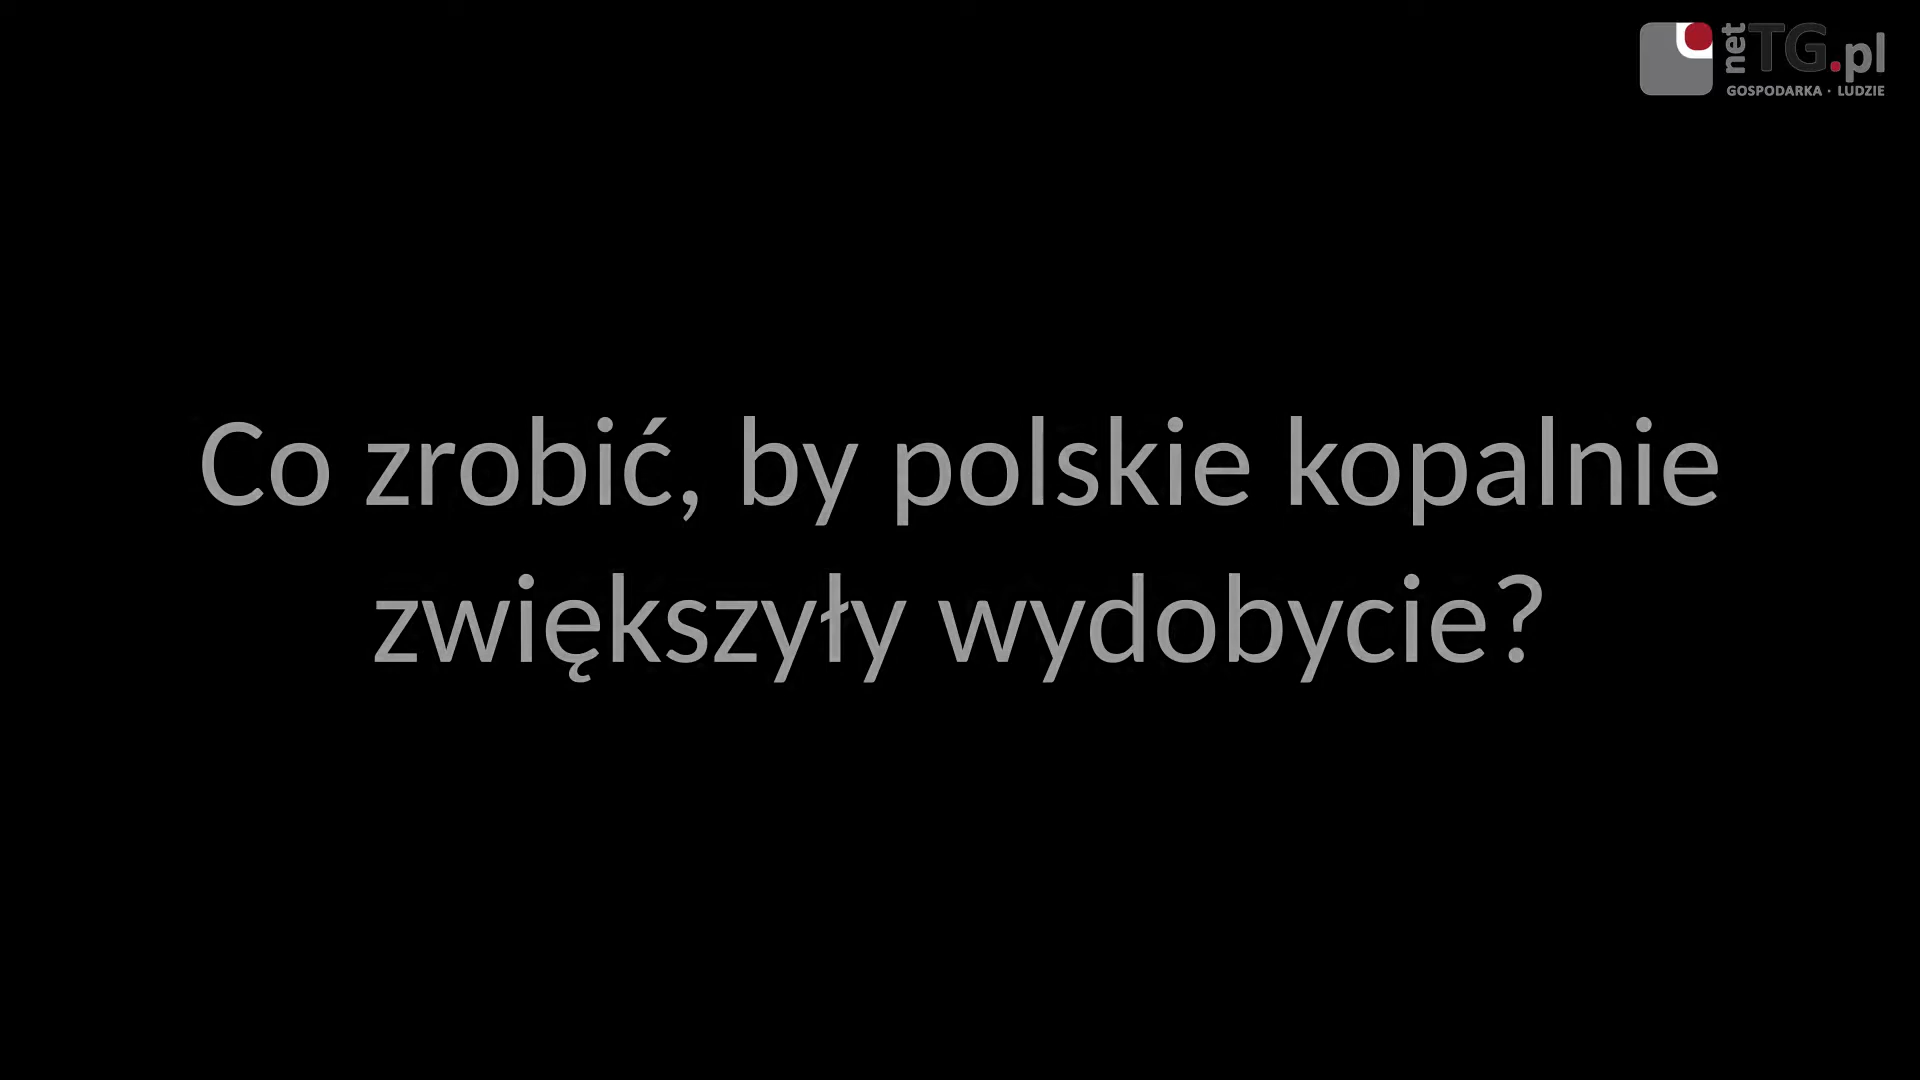 netTG.pl
GOSPODARKA · LUDZIE
Co zrobić, by polskie kopalnie
zwiększyły wydobycie?